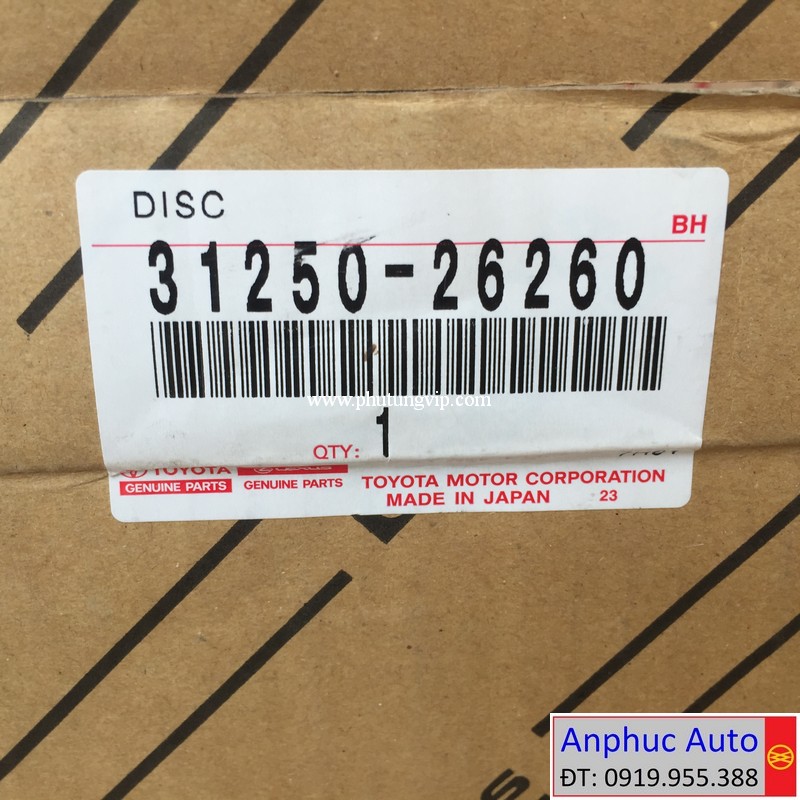 DISC
BH
31250-26260
www.phutungvip.com
QTY: 1
TOYOTA LEXUS
GENUINE PARTS GENUINE PARTS
TOYOTA MOTOR CORPORATION
MADE IN JAPAN 23
Anphuc Auto
ĐT: 0919.955.388